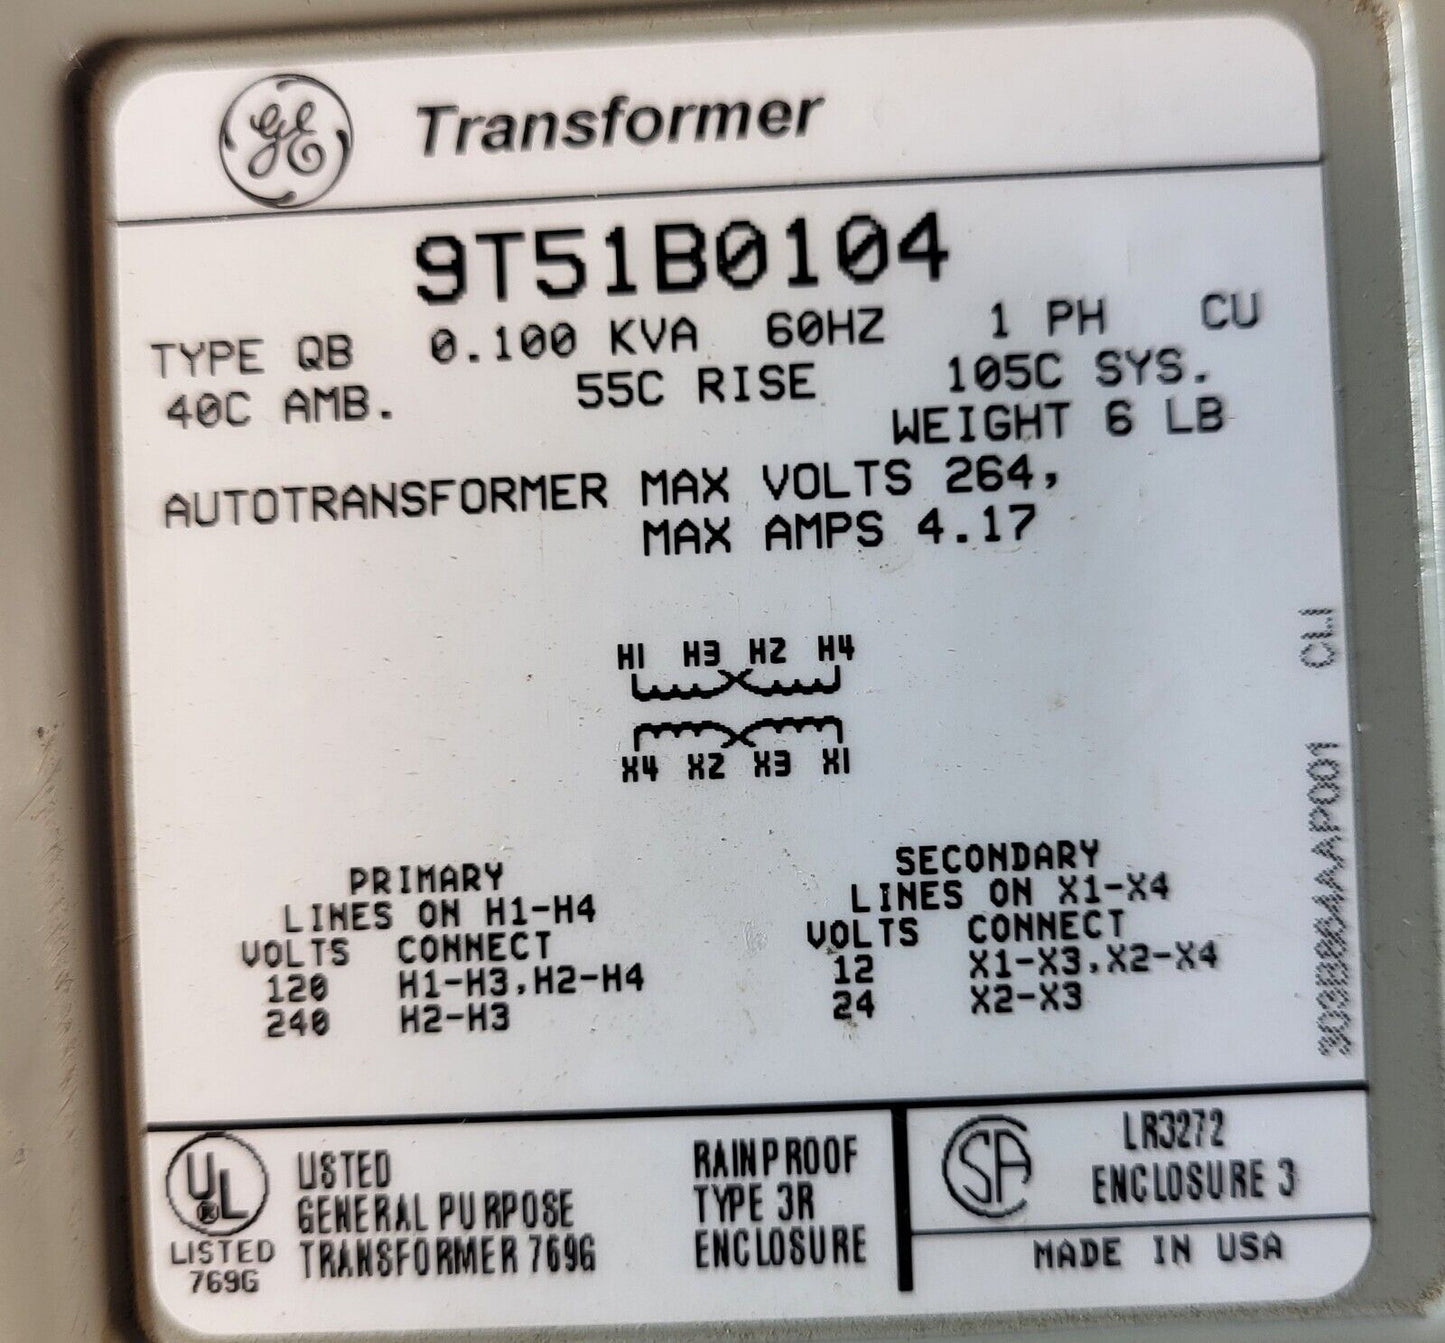 GE Transformer
9T51B0104
TYPE QB 0.100 KVA 60HZ 1 PH CU
40C AMB. 55C RISE 105C SYS.
WEIGHT 6 LB
AUTOTRANSFORMER MAX VOLTS 264,
MAX AMPS 4.17
H1 H3 H2 H4
X4 X2 X3 X1
PRIMARY
LINES ON H1-H4
VOLTS CONNECT
120 H1-H3,H2-H4
240 H2-H3
SECONDARY
LINES ON X1-X4
VOLTS CONNECT
12 X1-X3,X2-X4
24 X2-X3
303B864AAP001 CLI
UL®
LISTED
769G
LISTED
GENERAL PURPOSE
TRANSFORMER 769G
RAINPROOF
TYPE 3R
ENCLOSURE
CSA
LR3272
ENCLOSURE 3
MADE IN USA